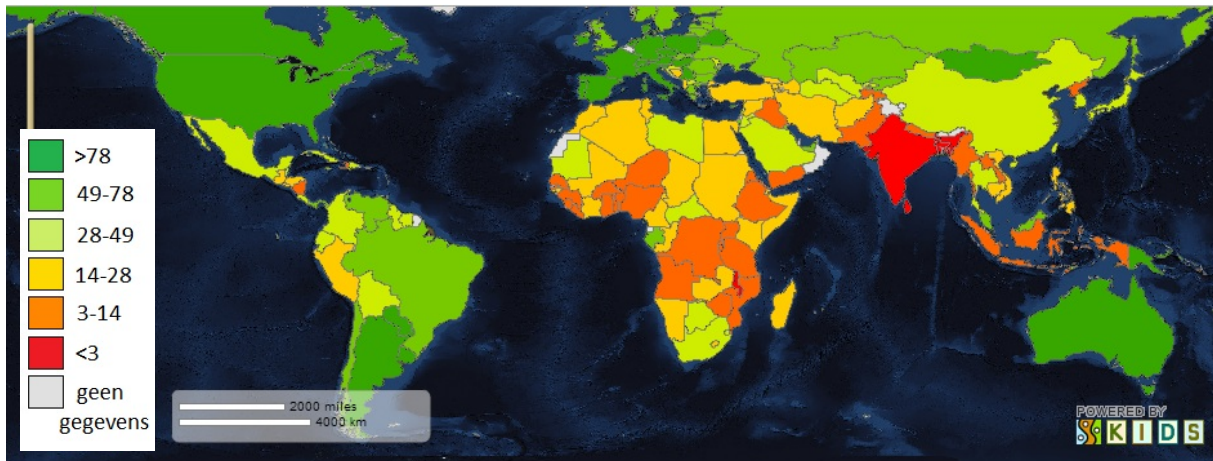 >78
49-78
28-49
14-28
3-14
<3
geen
gegevens
2000 miles
4000 km
POWERED BY
KIDS